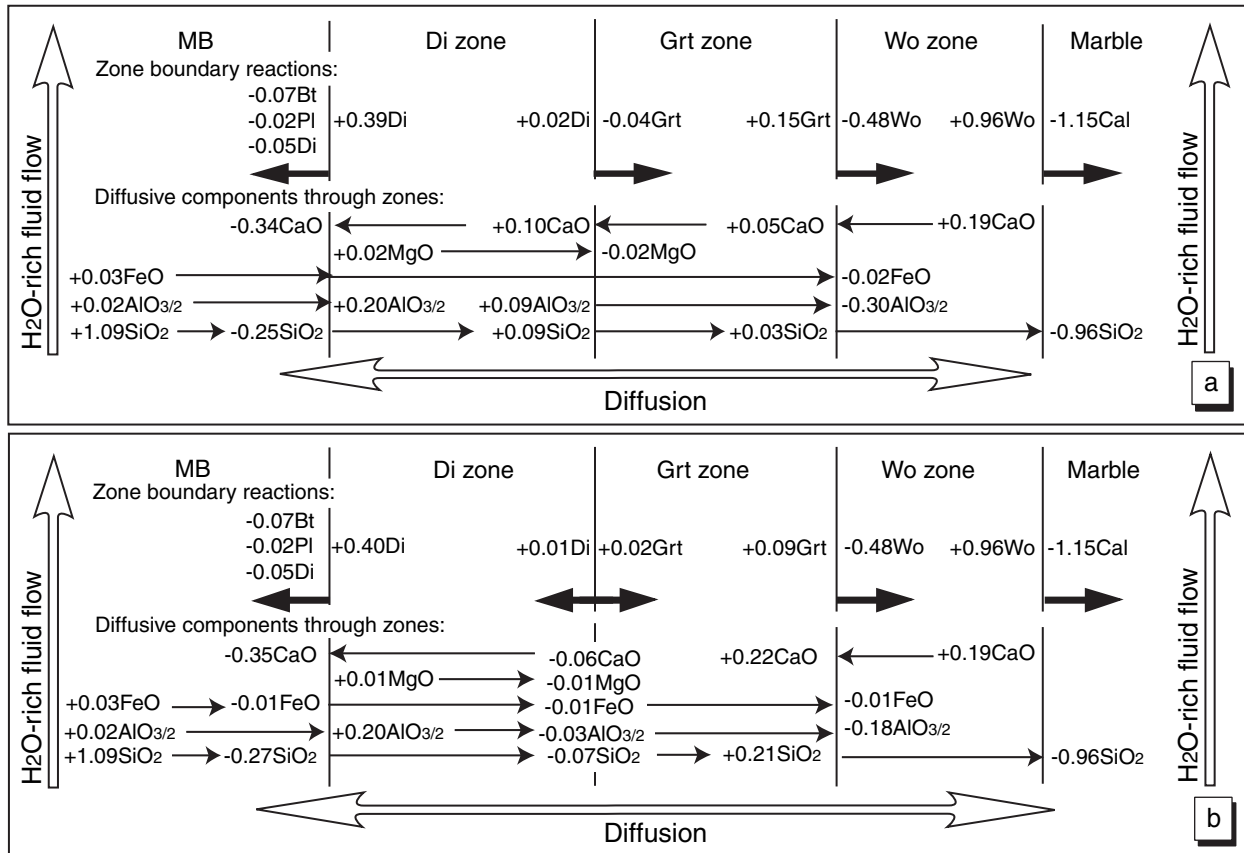 MB Di zone Grt zone Wo zone Marble
Zone boundary reactions:
-0.07Bt
-0.02Pl +0.39Di +0.02Di -0.04Grt +0.15Grt -0.48Wo +0.96Wo -1.15Cal
-0.05Di
Diffusive components through zones:
-0.34CaO +0.10CaO +0.05CaO +0.19CaO
+0.02MgO -0.02MgO
+0.03FeO -0.02FeO
+0.02AlO3/2 +0.20AlO3/2 +0.09AlO3/2 -0.30AlO3/2
+1.09SiO2 -0.25SiO2 +0.09SiO2 +0.03SiO2 -0.96SiO2
H2O-rich fluid flow
H2O-rich fluid flow
Diffusion
a
MB Di zone Grt zone Wo zone Marble
Zone boundary reactions:
-0.07Bt
-0.02Pl +0.40Di +0.01Di +0.02Grt +0.09Grt -0.48Wo +0.96Wo -1.15Cal
-0.05Di
Diffusive components through zones:
-0.35CaO -0.06CaO +0.22CaO +0.19CaO
+0.01MgO -0.01MgO
+0.03FeO -0.01FeO -0.01FeO -0.01FeO
+0.02AlO3/2 +0.20AlO3/2 -0.03AlO3/2 -0.18AlO3/2
+1.09SiO2 -0.27SiO2 -0.07SiO2 +0.21SiO2 -0.96SiO2
H2O-rich fluid flow
H2O-rich fluid flow
Diffusion
b